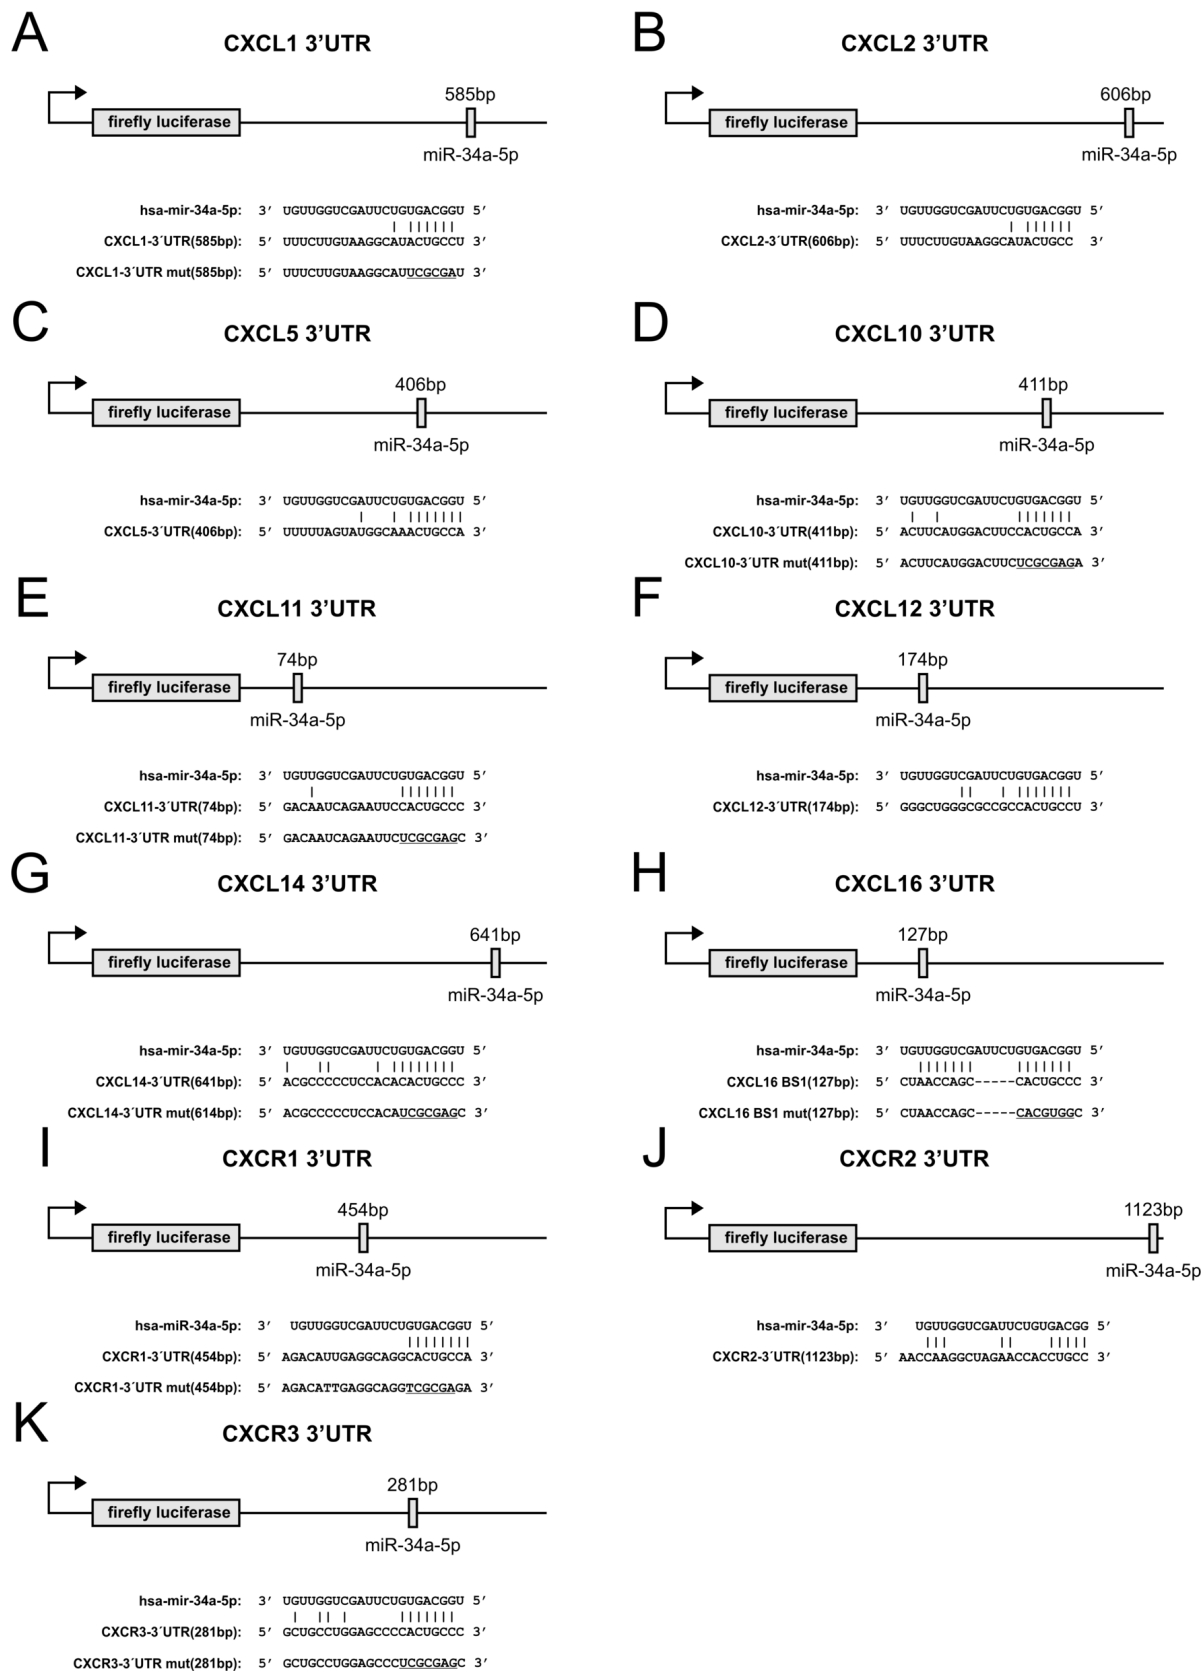 A
CXCL1 3’UTR
585bp
firefly luciferase
miR-34a-5p
hsa-mir-34a-5p: 3’ UGUUGGUCGAUUCUGUGACGGU 5’
CXCL1-3´UTR(585bp): 5’ UUUCUUGUAAGGCAUACUGCCU 3’
CXCL1-3´UTR mut(585bp): 5’ UUUCUUGUAAGGCAUUCGCGAU 3’
B
CXCL2 3’UTR
606bp
firefly luciferase
miR-34a-5p
hsa-mir-34a-5p: 3’ UGUUGGUCGAUUCUGUGACGGU 5’
CXCL2-3´UTR(606bp): 5’ UUUCUUGUAAGGCAUACUGCC 3’
C
CXCL5 3’UTR
406bp
firefly luciferase
miR-34a-5p
hsa-mir-34a-5p: 3’ UGUUGGUCGAUUCUGUGACGGU 5’
CXCL5-3´UTR(406bp): 5’ UUUUUAGUAUGGCAAACUGCCA 3’
D
CXCL10 3’UTR
411bp
firefly luciferase
miR-34a-5p
hsa-mir-34a-5p: 3’ UGUUGGUCGAUUCUGUGACGGU 5’
CXCL10-3´UTR(411bp): 5’ ACUUCAUGGACUUCCACUGCCA 3’
CXCL10-3´UTR mut(411bp): 5’ ACUUCAUGGACUUCUCGCGAGA 3’
E
CXCL11 3’UTR
74bp
firefly luciferase
miR-34a-5p
hsa-mir-34a-5p: 3’ UGUUGGUCGAUUCUGUGACGGU 5’
CXCL11-3´UTR(74bp): 5’ GACAAUCAGAAUUCCACUGCCC 3’
CXCL11-3´UTR mut(74bp): 5’ GACAAUCAGAAUUCUCGCGAGC 3’
F
CXCL12 3’UTR
174bp
firefly luciferase
miR-34a-5p
hsa-mir-34a-5p: 3’ UGUUGGUCGAUUCUGUGACGGU 5’
CXCL12-3´UTR(174bp): 5’ GGGCUGGGCGCCGCCACUGCCU 3’
G
CXCL14 3’UTR
641bp
firefly luciferase
miR-34a-5p
hsa-mir-34a-5p: 3’ UGUUGGUCGAUUCUGUGACGGU 5’
CXCL14-3´UTR(641bp): 5’ ACGCCCCCUCCACACACUGCCC 3’
CXCL14-3´UTR mut(614bp): 5’ ACGCCCCCUCCACAUCGCGAGC 3’
H
CXCL16 3’UTR
127bp
firefly luciferase
miR-34a-5p
hsa-mir-34a-5p: 3’ UGUUGGUCGAUUCUGUGACGGU 5’
CXCL16 BS1(127bp): 5’ CUAACCAGC-----CACUGCCC 3’
CXCL16 BS1 mut(127bp): 5’ CUAACCAGC-----CACGUGGC 3’
I
CXCR1 3’UTR
454bp
firefly luciferase
miR-34a-5p
hsa-miR-34a-5p: 3’ UGUUGGUCGAUUCUGUGACGGU 5’
CXCR1-3´UTR(454bp): 5’ AGACAUUGAGGCAGGCACUGCCA 3’
CXCR1-3´UTR mut(454bp): 5’ AGACATTGAGGCAGGTCGCGAGA 3’
J
CXCR2 3’UTR
1123bp
firefly luciferase
miR-34a-5p
hsa-mir-34a-5p: 3’ UGUUGGUCGAUUCUGUGACGG 5’
CXCR2-3´UTR(1123bp): 5’ AACCAAGGCUAGAACCACCUGCC 3’
K
CXCR3 3’UTR
281bp
firefly luciferase
miR-34a-5p
hsa-mir-34a-5p: 3’ UGUUGGUCGAUUCUGUGACGGU 5’
CXCR3-3´UTR(281bp): 5’ GCUGCCUGGAGCCCCACUGCCC 3’
CXCR3-3´UTR mut(281bp): 5’ GCUGCCUGGAGCCCUCGCGAGC 3’